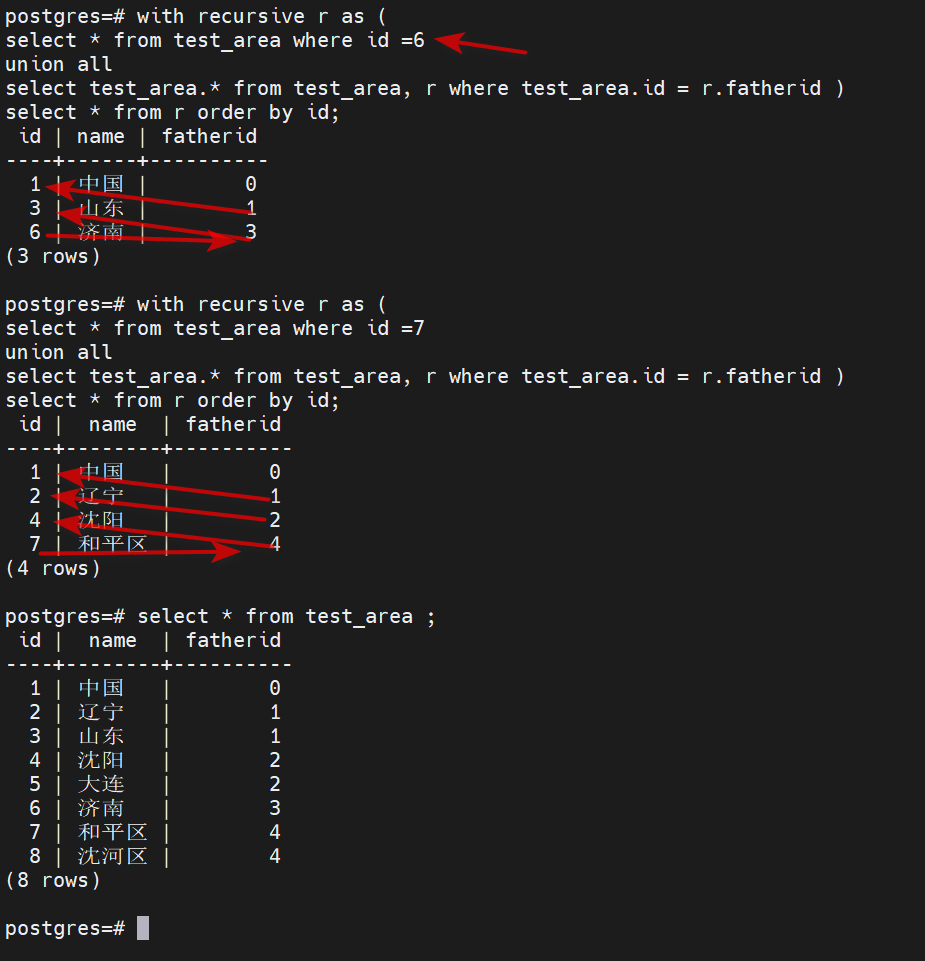 postgres=# with recursive r as (
select * from test_area where id =6
union all
select test_area.* from test_area, r where test_area.id = r.fatherid )
select * from r order by id;
 id | name | fatherid
----+------+----------
  1 | 中国 |        0
  3 | 山东 |        1
  6 | 济南 |        3
(3 rows)
postgres=# with recursive r as (
select * from test_area where id =7
union all
select test_area.* from test_area, r where test_area.id = r.fatherid )
select * from r order by id;
 id |  name  | fatherid
----+--------+----------
  1 | 中国   |        0
  2 | 辽宁   |        1
  4 | 沈阳   |        2
  7 | 和平区 |        4
(4 rows)
postgres=# select * from test_area ;
 id |  name  | fatherid
----+--------+----------
  1 | 中国   |        0
  2 | 辽宁   |        1
  3 | 山东   |        1
  4 | 沈阳   |        2
  5 | 大连   |        2
  6 | 济南   |        3
  7 | 和平区 |        4
  8 | 沈河区 |        4
(8 rows)
postgres=#